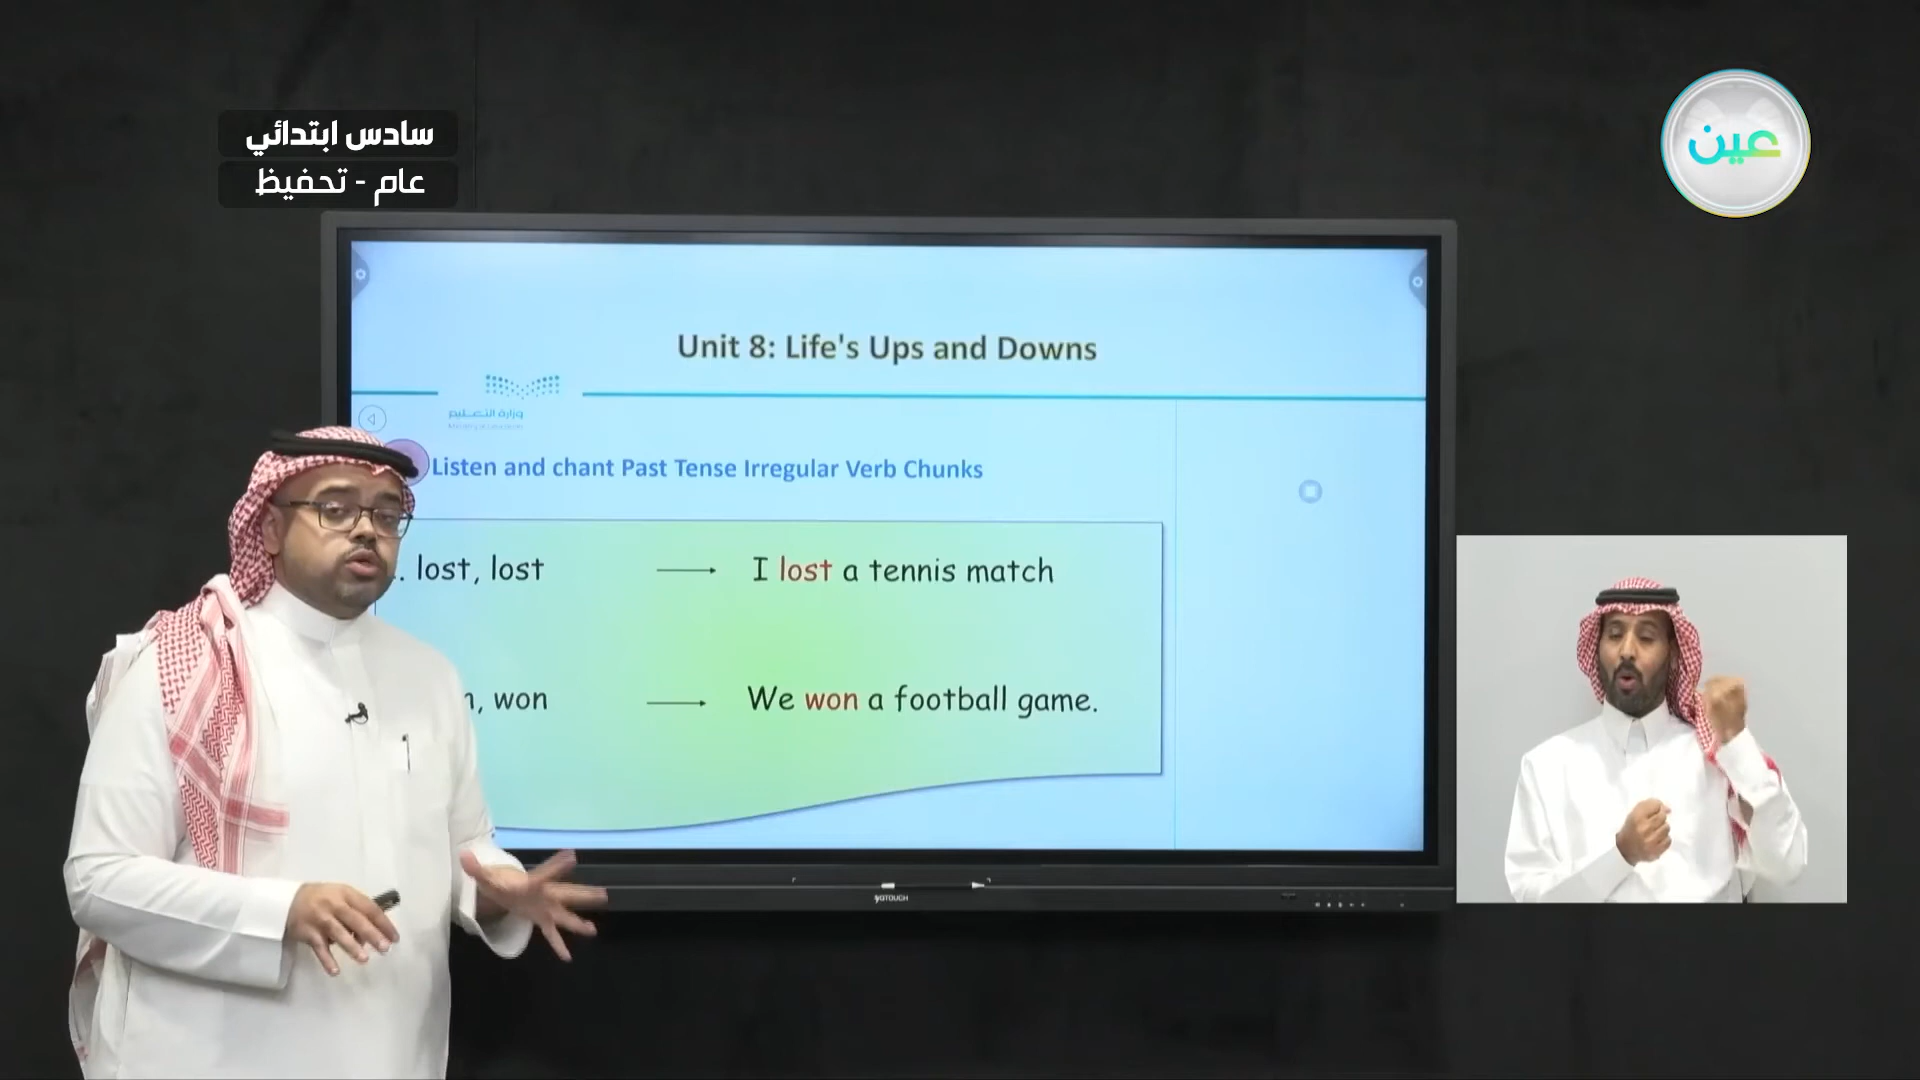 سادس ابتدائي
عام - تحفيظ
عين
Unit 8: Life's Ups and Downs
وزارة التعليم
Listen and chant Past Tense Irregular Verb Chunks
. lost, lost → I lost a tennis match
, won → We won a football game.